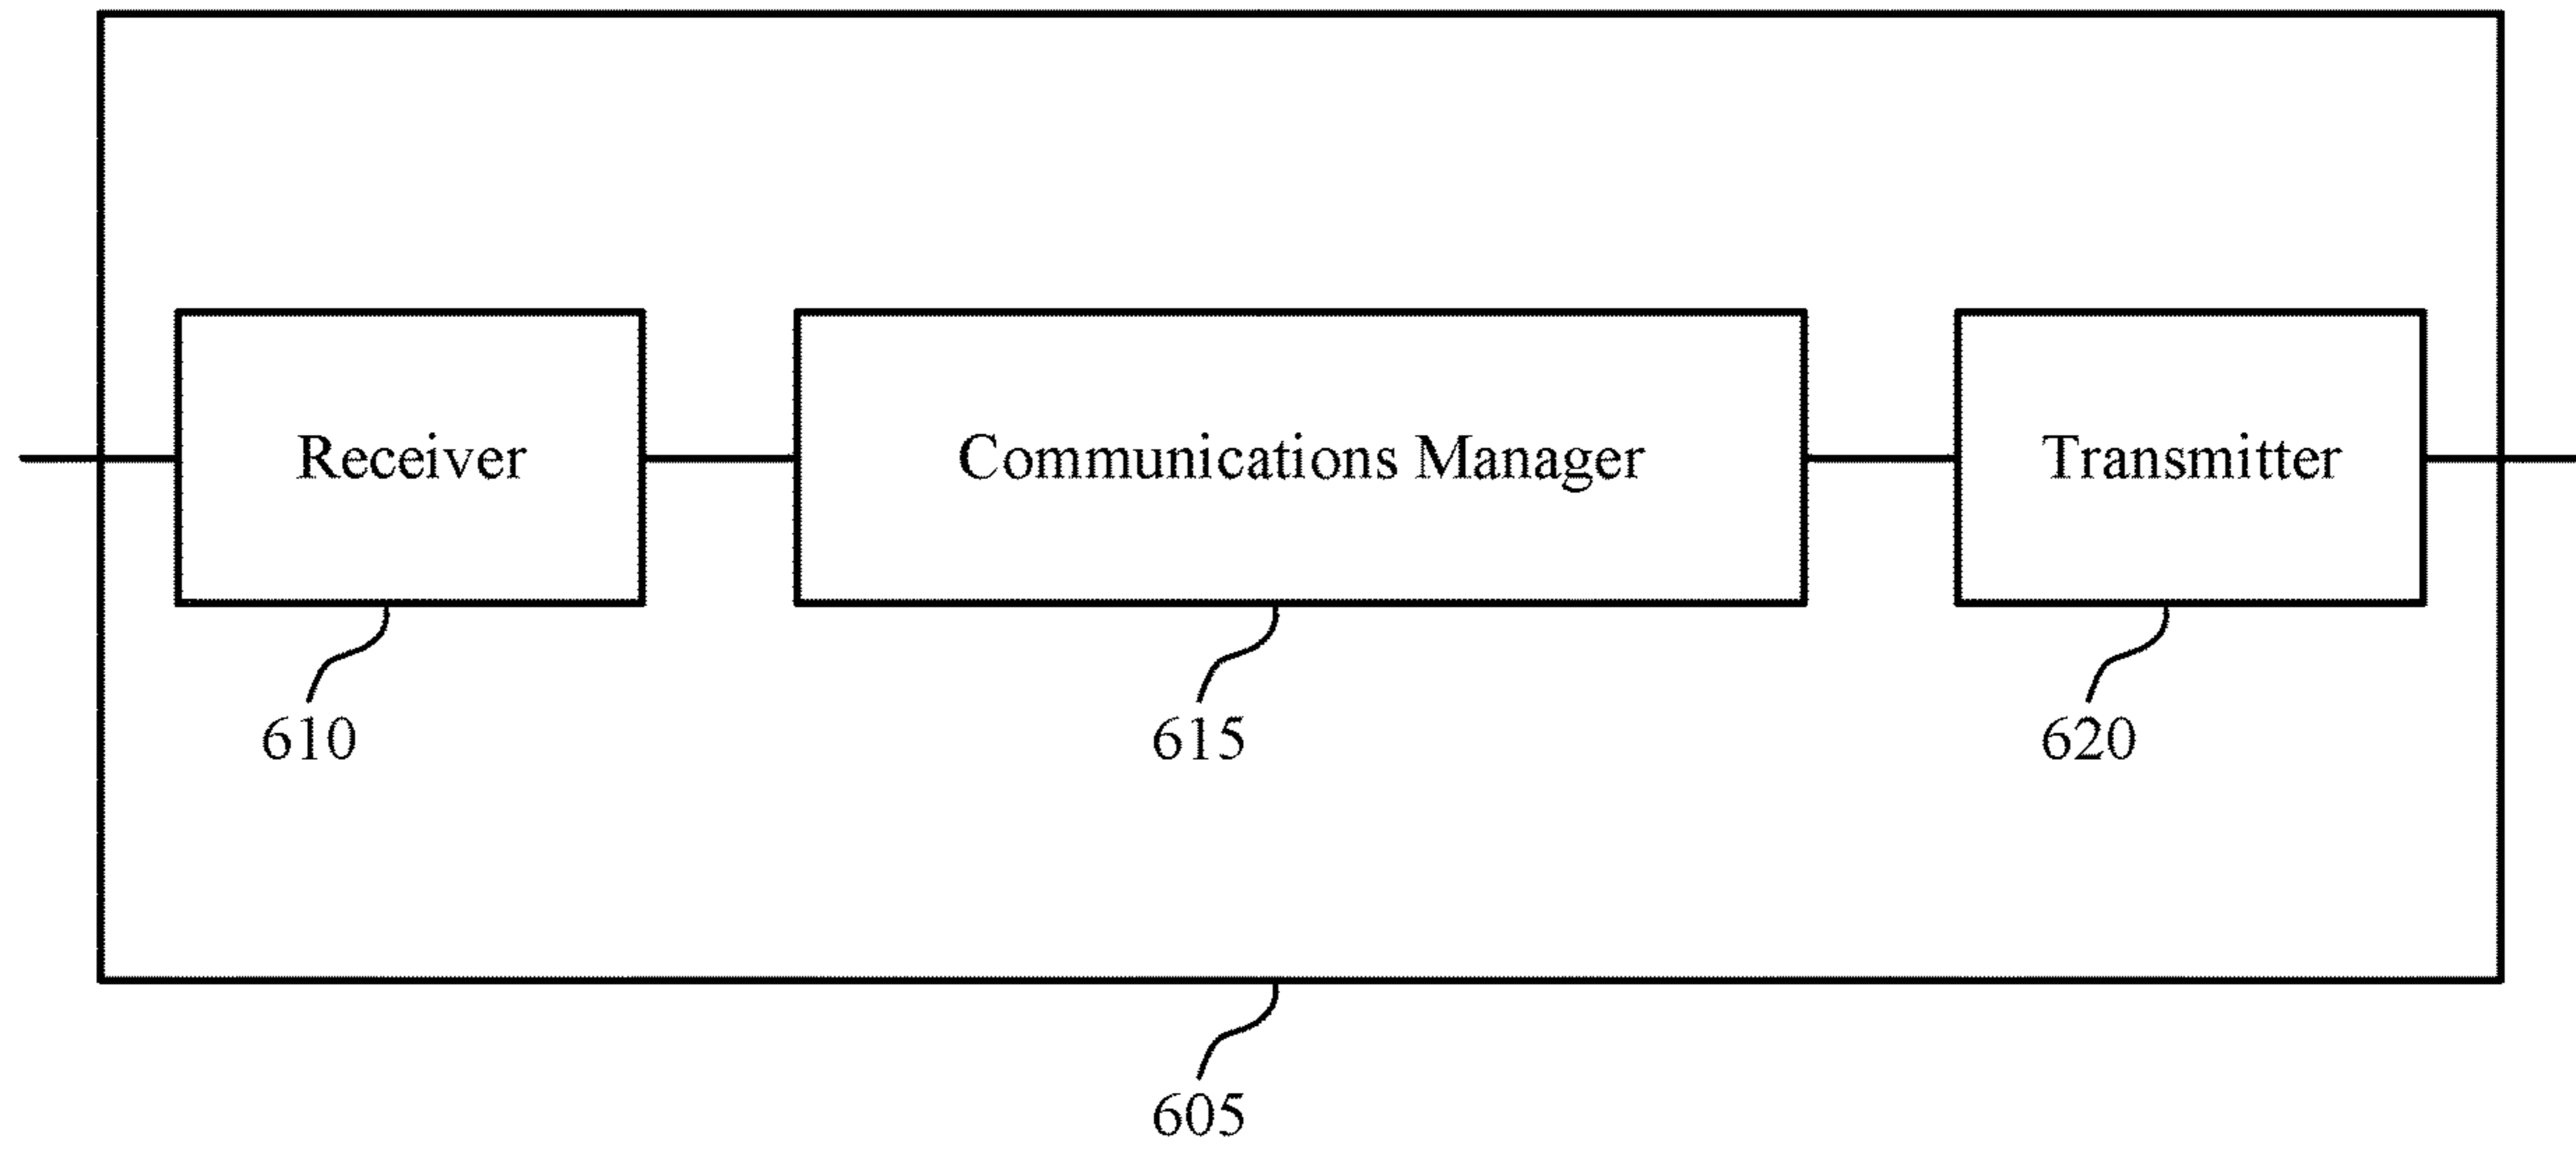 Receiver
Communications Manager
Transmitter
610
615
620
605